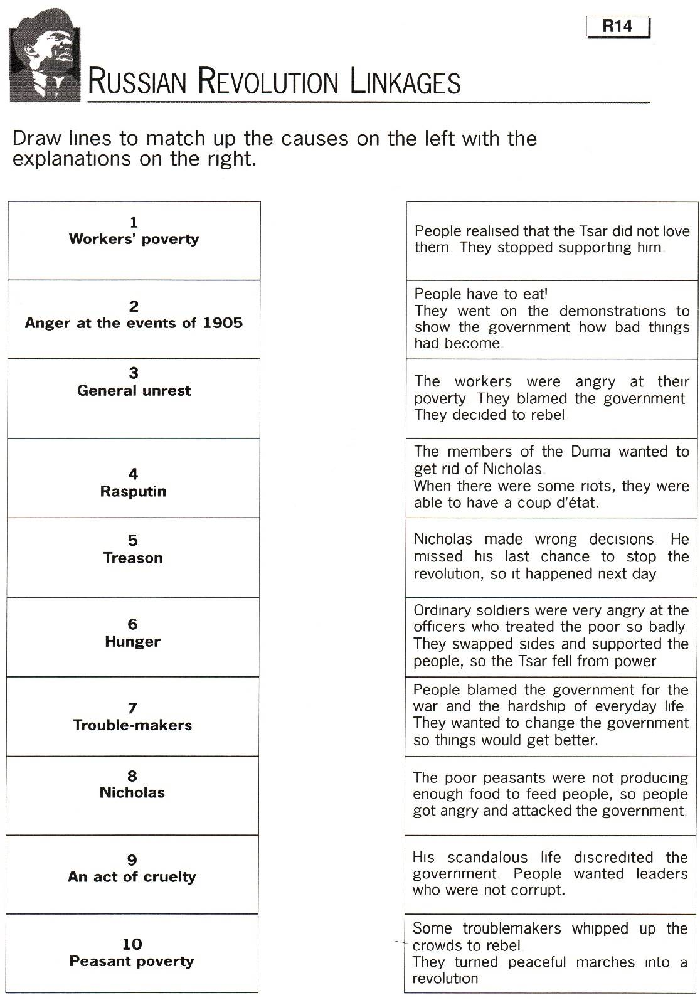 R14
RUSSIAN REVOLUTION LINKAGES
Draw lines to match up the causes on the left with the
explanations on the right.
1
Workers' poverty
2
Anger at the events of 1905
3
General unrest
4
Rasputin
5
Treason
6
Hunger
7
Trouble-makers
8
Nicholas
9
An act of cruelty
10
Peasant poverty
People realised that the Tsar did not love
them They stopped supporting him
People have to eat!
They went on the demonstrations to
show the government how bad things
had become.
The workers were angry at their
poverty They blamed the government
They decided to rebel
The members of the Duma wanted to
get rid of Nicholas
When there were some riots, they were
able to have a coup d'état.
Nicholas made wrong decisions He
missed his last chance to stop the
revolution, so it happened next day
Ordinary soldiers were very angry at the
officers who treated the poor so badly
They swapped sides and supported the
people, so the Tsar fell from power
People blamed the government for the
war and the hardship of everyday life
They wanted to change the government
so things would get better.
The poor peasants were not producing
enough food to feed people, so people
got angry and attacked the government
His scandalous life discredited the
government People wanted leaders
who were not corrupt.
Some troublemakers whipped up the
crowds to rebel
They turned peaceful marches into a
revolution